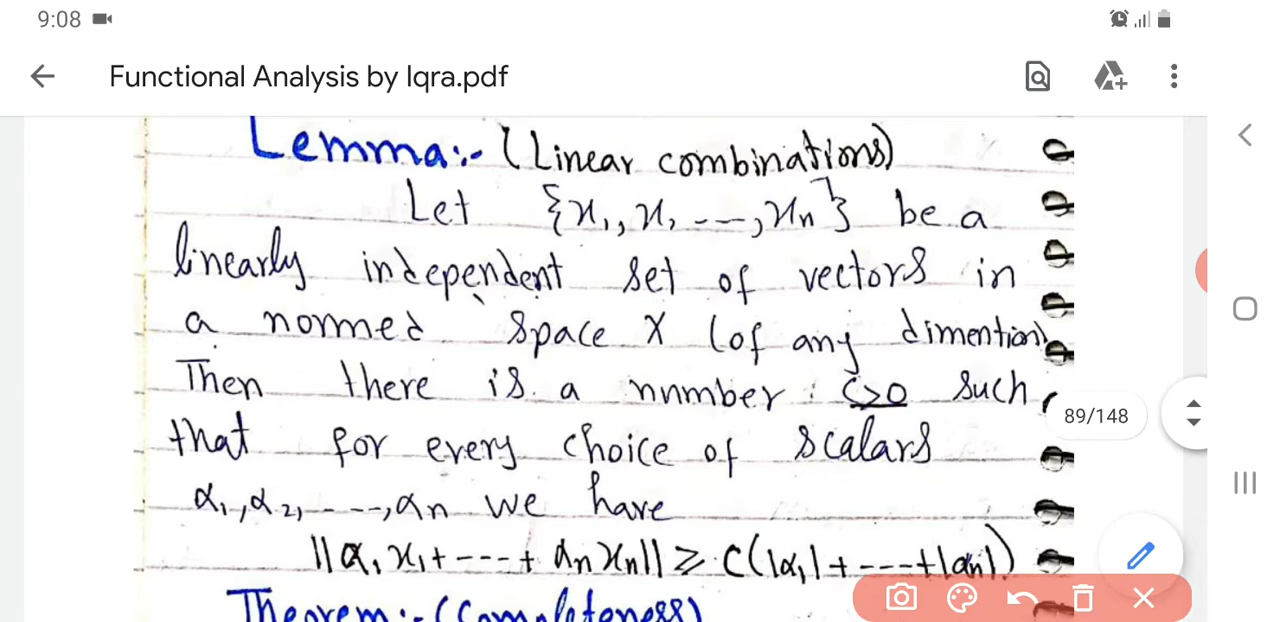 9:08
Functional Analysis by Iqra.pdf
Lemma:- (Linear combinations)
Let {x₁, x, ---, xn} be a
linearly independent set of vectors in
a normed space X (of any dimention)
Then there is a number c>0 such
that for every choice of scalars
α₁, α₂, ----, αn we have
||α₁x₁+---+αnxn|| ≥ c(|α₁|+---+|αn|)
Theorem:- (Completeness)
89/148